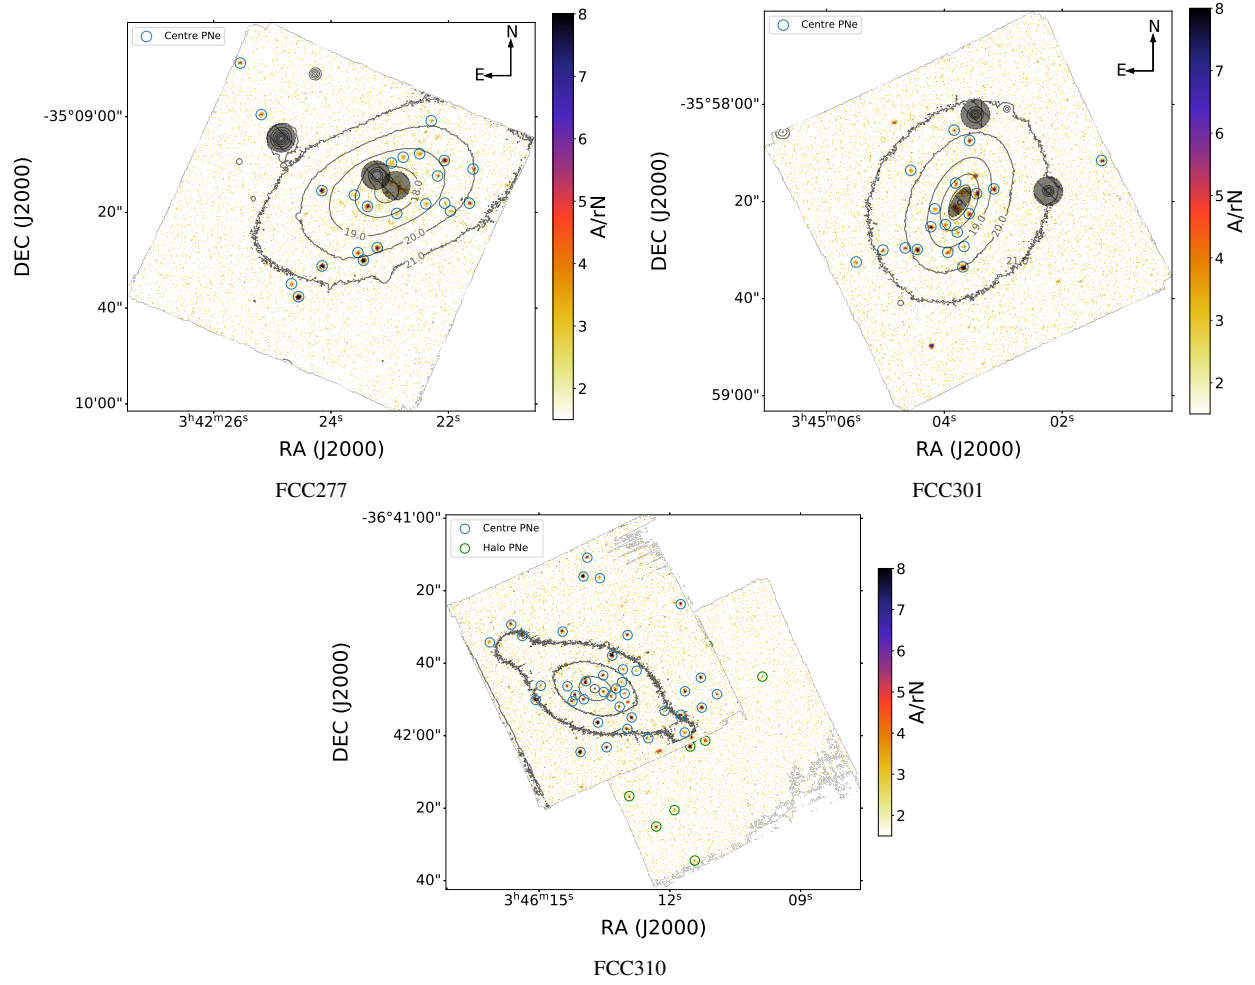 Centre PNe
N
E
-35°09'00"
20"
40"
10'00"
3ʰ42ᵐ26ˢ
24ˢ
22ˢ
RA (J2000)
DEC (J2000)
18.0
19.0
20.0
21.0
8
7
6
5
4
3
2
A/rN
FCC277
Centre PNe
N
E
-35°58'00"
20"
40"
59'00"
3ʰ45ᵐ06ˢ
04ˢ
02ˢ
RA (J2000)
DEC (J2000)
19.0
20.0
21.0
8
7
6
5
4
3
2
A/rN
FCC301
Centre PNe
Halo PNe
-36°41'00"
20"
40"
42'00"
20"
40"
3ʰ46ᵐ15ˢ
12ˢ
09ˢ
RA (J2000)
DEC (J2000)
8
7
6
5
4
3
2
A/rN
FCC310